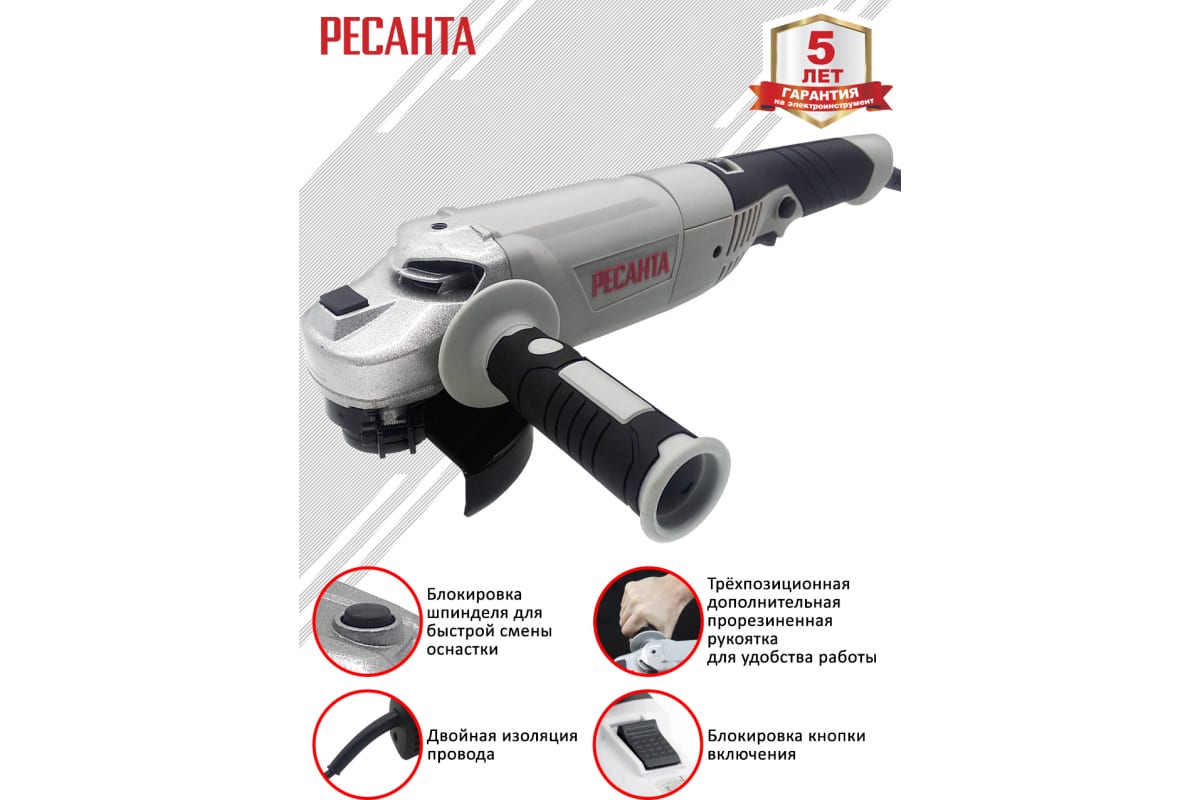 РЕСАНТА
5
ЛЕТ
ГАРАНТИЯ
на электроинструмент
РЕСАНТА
Блокировка
шпинделя для
быстрой смены
оснастки
Трёхпозиционная
дополнительная
прорезиненная
рукоятка
для удобства работы
Двойная изоляция
провода
Блокировка кнопки
включения